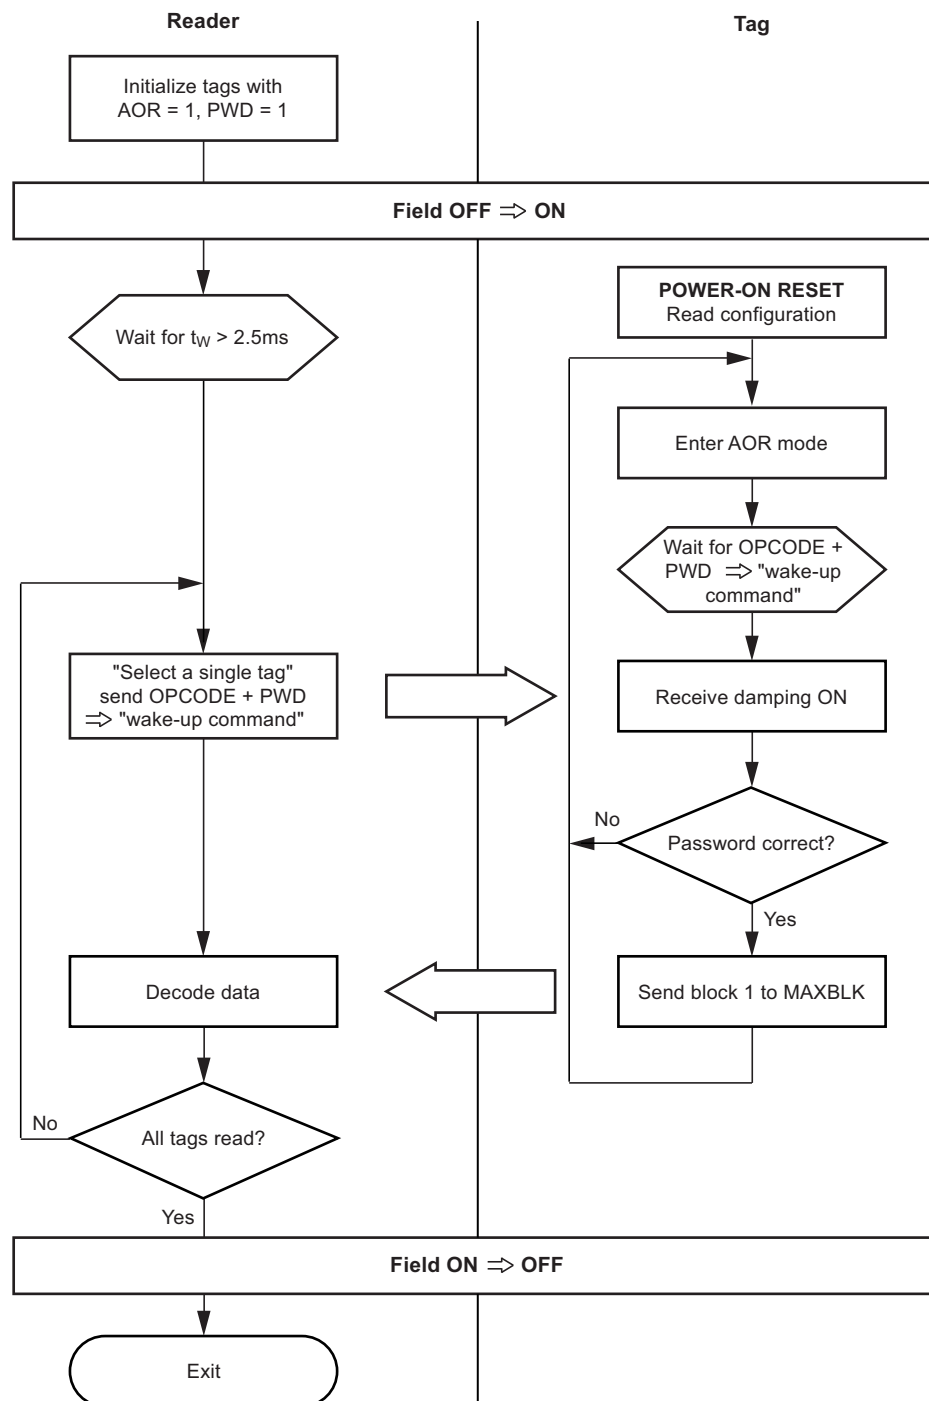 Reader
Tag
Initialize tags with
AOR = 1, PWD = 1
Field OFF ⇒ ON
POWER-ON RESET
Read configuration
Wait for tW > 2.5ms
Enter AOR mode
Wait for OPCODE +
PWD ⇒ "wake-up
command"
"Select a single tag"
send OPCODE + PWD
⇒ "wake-up command"
Receive damping ON
No
Password correct?
Yes
Decode data
Send block 1 to MAXBLK
No
All tags read?
Yes
Field ON ⇒ OFF
Exit